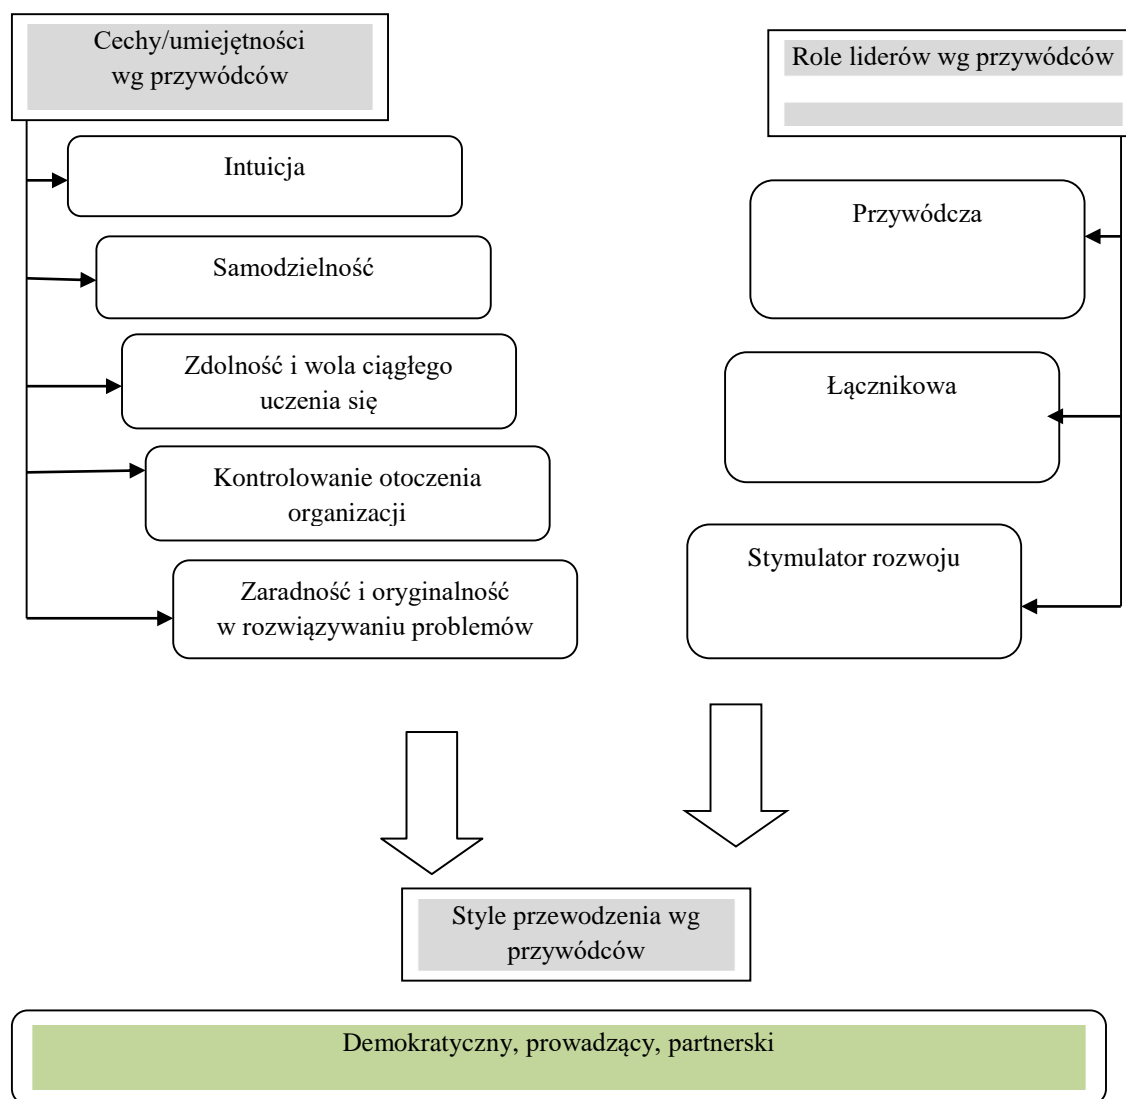 Cechy/umiejętności
wg przywódców
Intuicja
Samodzielność
Zdolność i wola ciągłego
uczenia się
Kontrolowanie otoczenia
organizacji
Zaradność i oryginalność
w rozwiązywaniu problemów
Role liderów wg przywódców
Przywódcza
Łącznikowa
Stymulator rozwoju
Style przewodzenia wg
przywódców
Demokratyczny, prowadzący, partnerski